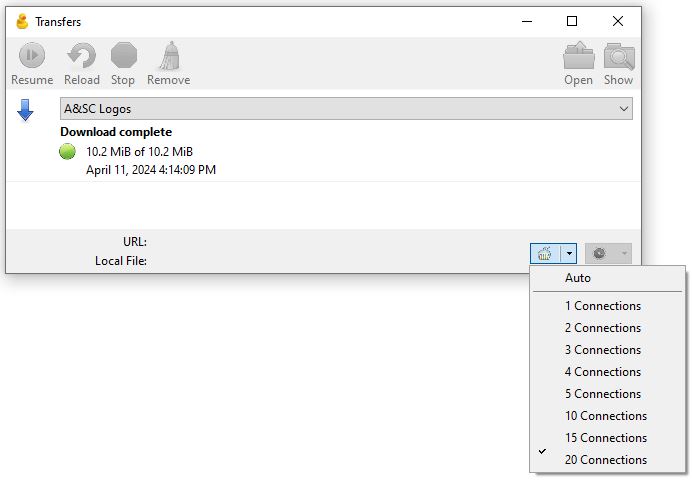 Transfers
Resume Reload Stop Remove Open Show
A&SC Logos
Download complete
10.2 MiB of 10.2 MiB
April 11, 2024 4:14:09 PM
URL:
Local File:
Auto
1 Connections
2 Connections
3 Connections
4 Connections
5 Connections
10 Connections
15 Connections
20 Connections